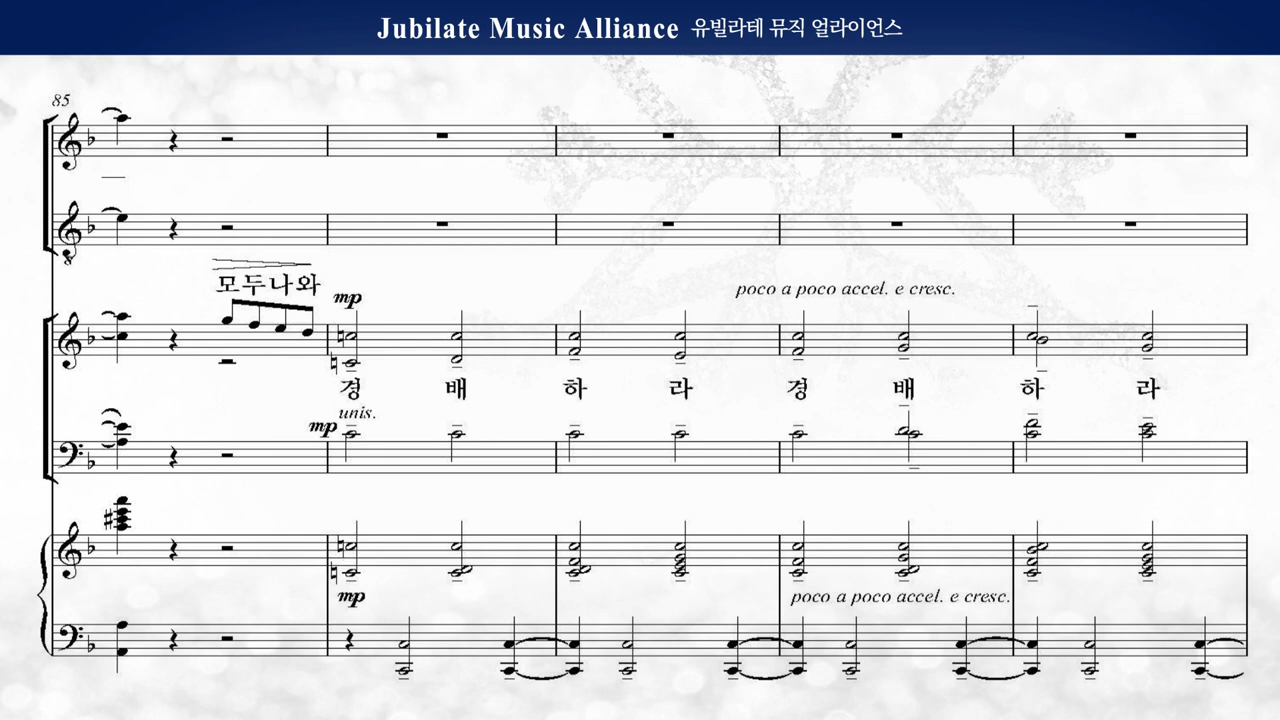 Jubilate Music Alliance 유빌라테 뮤직 얼라이언스
85
모두나와
mp
poco a poco accel. e cresc.
경 배 하 라 경 배 하 라
unis.
mp
mp
poco a poco accel. e cresc.